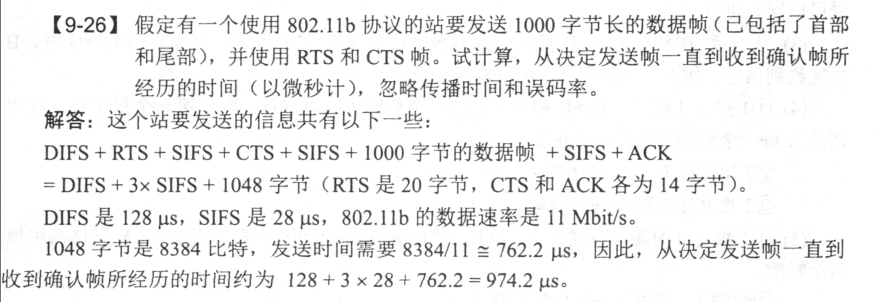 【9-26】 假定有一个使用 802.11b 协议的站要发送 1000 字节长的数据帧（已包括了首部
和尾部），并使用 RTS 和 CTS 帧。试计算，从决定发送帧一直到收到确认帧所
经历的时间（以微秒计），忽略传播时间和误码率。
解答：这个站要发送的信息共有以下一些：
DIFS + RTS + SIFS + CTS + SIFS + 1000 字节的数据帧 + SIFS + ACK
= DIFS + 3× SIFS + 1048 字节（RTS 是 20 字节，CTS 和 ACK 各为 14 字节）。
DIFS 是 128 μs，SIFS 是 28 μs，802.11b 的数据速率是 11 Mbit/s。
1048 字节是 8384 比特，发送时间需要 8384/11 ≅ 762.2 μs，因此，从决定发送帧一直到
收到确认帧所经历的时间约为 128 + 3 × 28 + 762.2 = 974.2 μs。